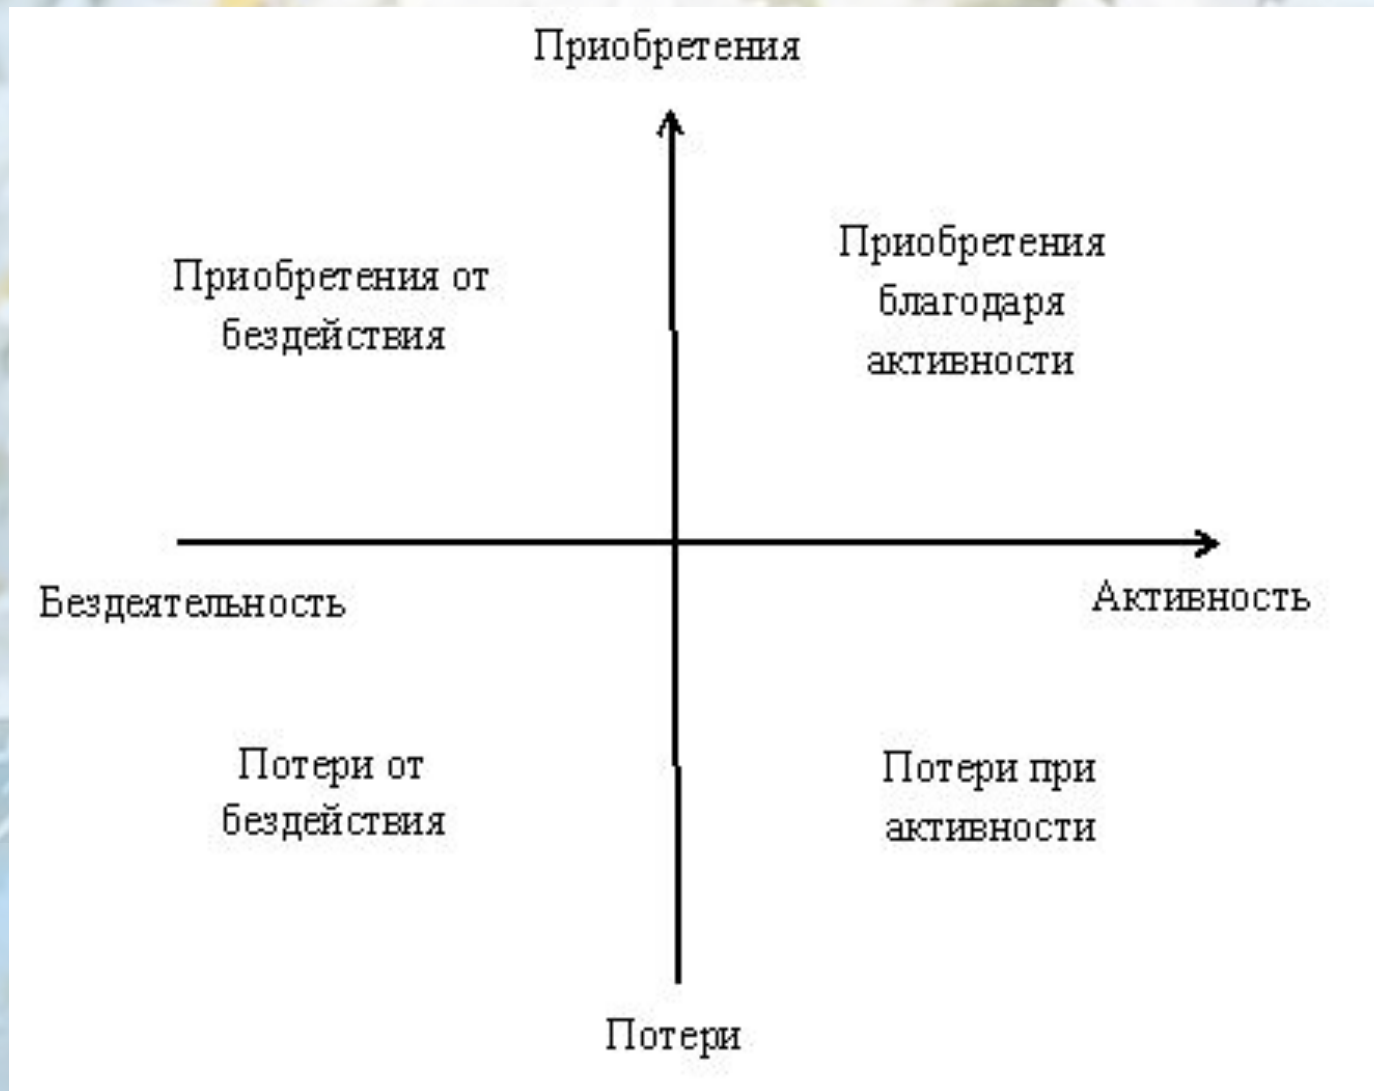 Приобретения
Приобретения от
бездействия
Приобретения
благодаря
активности
Бездеятельность
Активность
Потери от
бездействия
Потери при
активности
Потери